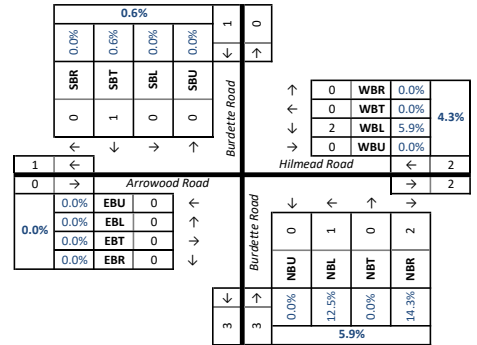 0.6%
1 0
0.0% 0.6% 0.0% 0.0%
↓ ↑
SBR SBT SBL SBU
0 1 0 0
← ↓ → ↑
Burdette Road
↑ 0 WBR 0.0%
← 0 WBT 0.0%
↓ 2 WBL 5.9%
→ 0 WBU 0.0%
4.3%
1 ←
Hilmead Road
← 2
0 →
Arrowood Road
→ 2
0.0%
0.0% EBU 0 ←
0.0% EBL 0 ↑
0.0% EBT 0 →
0.0% EBR 0 ↓
Burdette Road
↓ ← ↑ →
0 1 0 2
NBU NBL NBT NBR
↓ ↑
3 3
0.0% 12.5% 0.0% 14.3%
5.9%